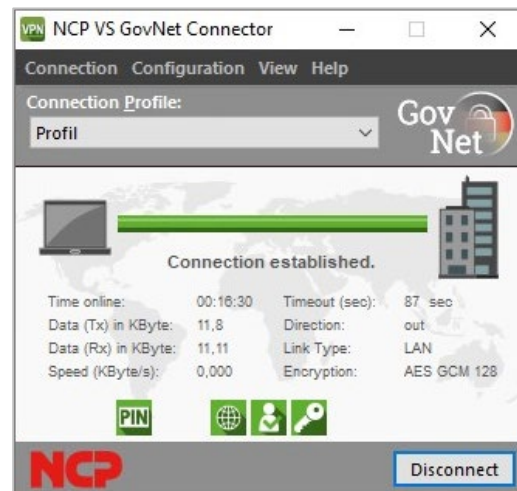 VPN NCP VS GovNet Connector
Connection Configuration View Help
Connection Profile:
Profil
Gov
Net
Connection established.
Time online: 00:16:30 Timeout (sec): 87 sec
Data (Tx) in KByte: 11,8 Direction: out
Data (Rx) in KByte: 11,11 Link Type: LAN
Speed (KByte/s): 0,000 Encryption: AES GCM 128
PIN
NCP Disconnect